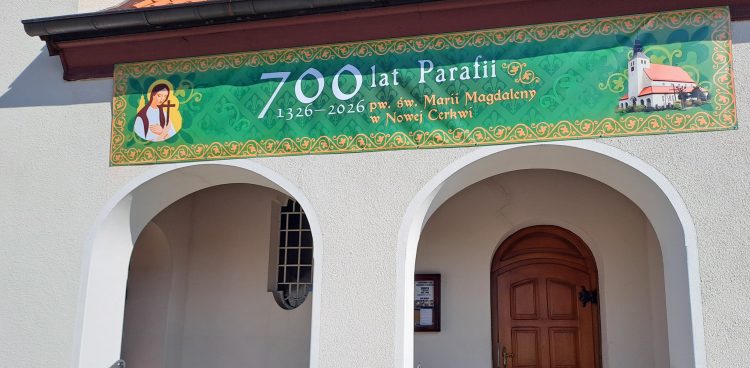 700 lat Parafii
1326–2026 pw. św. Marii Magdaleny
w Nowej Cerkwi